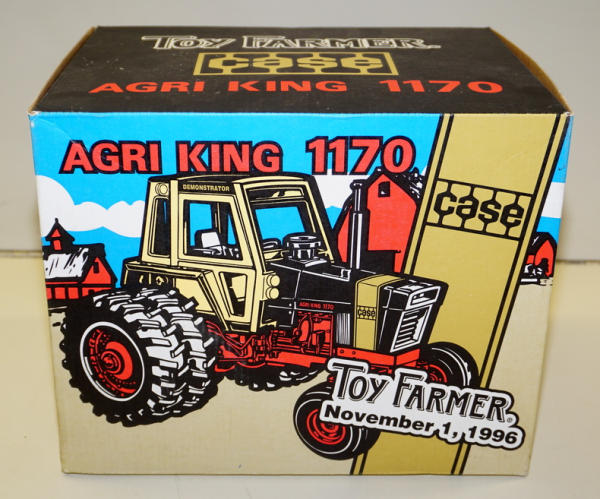 TOY FARMER®
case
AGRI KING 1170
AGRI KING 1170
DEMONSTRATOR
case
AGRI KING 1170
case
TOY FARMER®
November 1, 1996